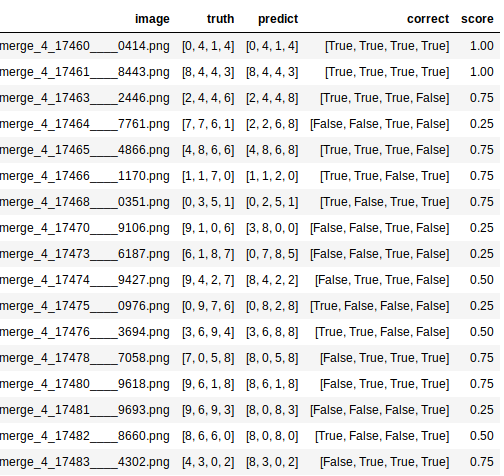 image truth predict correct score
merge_4_17460____0414.png [0, 4, 1, 4] [0, 4, 1, 4] [True, True, True, True] 1.00
merge_4_17461____8443.png [8, 4, 4, 3] [8, 4, 4, 3] [True, True, True, True] 1.00
merge_4_17463____2446.png [2, 4, 4, 6] [2, 4, 4, 8] [True, True, True, False] 0.75
merge_4_17464____7761.png [7, 7, 6, 1] [2, 2, 6, 8] [False, False, True, False] 0.25
merge_4_17465____4866.png [4, 8, 6, 6] [4, 8, 6, 8] [True, True, True, False] 0.75
merge_4_17466____1170.png [1, 1, 7, 0] [1, 1, 2, 0] [True, True, False, True] 0.75
merge_4_17468____0351.png [0, 3, 5, 1] [0, 2, 5, 1] [True, False, True, True] 0.75
merge_4_17470____9106.png [9, 1, 0, 6] [3, 8, 0, 0] [False, False, True, False] 0.25
merge_4_17473____6187.png [6, 1, 8, 7] [0, 7, 8, 5] [False, False, True, False] 0.25
merge_4_17474____9427.png [9, 4, 2, 7] [8, 4, 2, 2] [False, True, True, False] 0.50
merge_4_17475____0976.png [0, 9, 7, 6] [0, 8, 2, 8] [True, False, False, False] 0.25
merge_4_17476____3694.png [3, 6, 9, 4] [3, 6, 8, 8] [True, True, False, False] 0.50
merge_4_17478____7058.png [7, 0, 5, 8] [8, 0, 5, 8] [False, True, True, True] 0.75
merge_4_17480____9618.png [9, 6, 1, 8] [8, 6, 1, 8] [False, True, True, True] 0.75
merge_4_17481____9693.png [9, 6, 9, 3] [8, 0, 8, 3] [False, False, False, True] 0.25
merge_4_17482____8660.png [8, 6, 6, 0] [8, 0, 8, 0] [True, False, False, True] 0.50
merge_4_17483____4302.png [4, 3, 0, 2] [8, 3, 0, 2] [False, True, True, True] 0.75